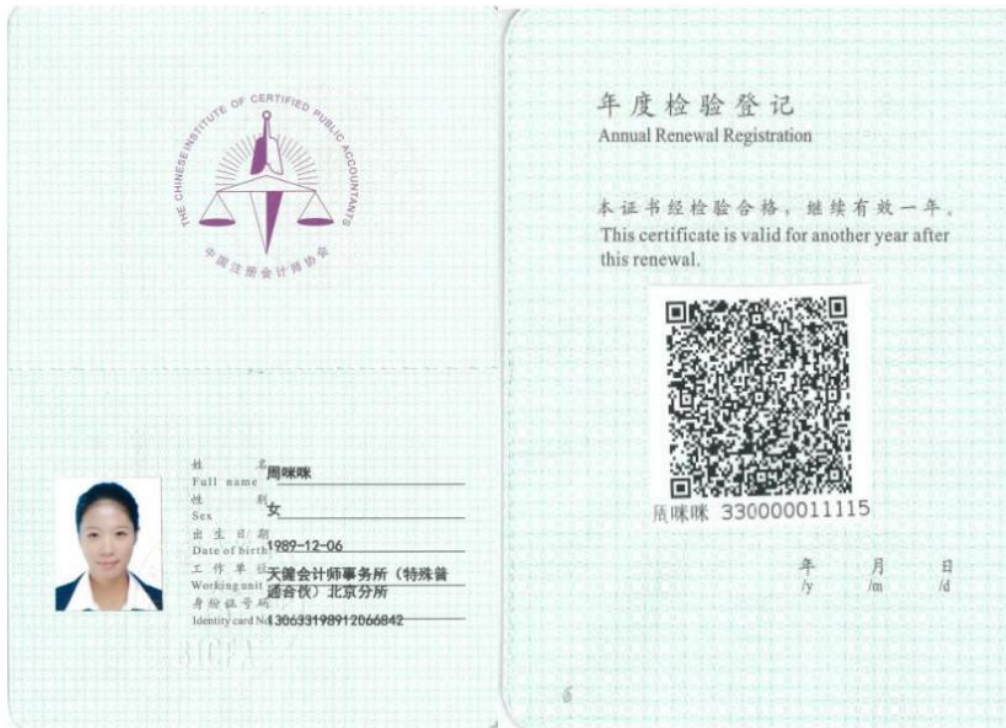 THE CHINESE INSTITUTE OF CERTIFIED PUBLIC ACCOUNTANTS
中国注册会计师协会
姓 名 周咪咪
Full name
性 别 女
Sex
出生日期 1989-12-06
Date of birth
工作单位 天健会计师事务所（特殊普
Working unit 通合伙）北京分所
身份证号码 130633198912066842
Identity card No
年度检验登记
Annual Renewal Registration
本证书经检验合格，继续有效一年。
This certificate is valid for another year after
this renewal.
周咪咪 330000011115
年 月 日
/y /m /d
6